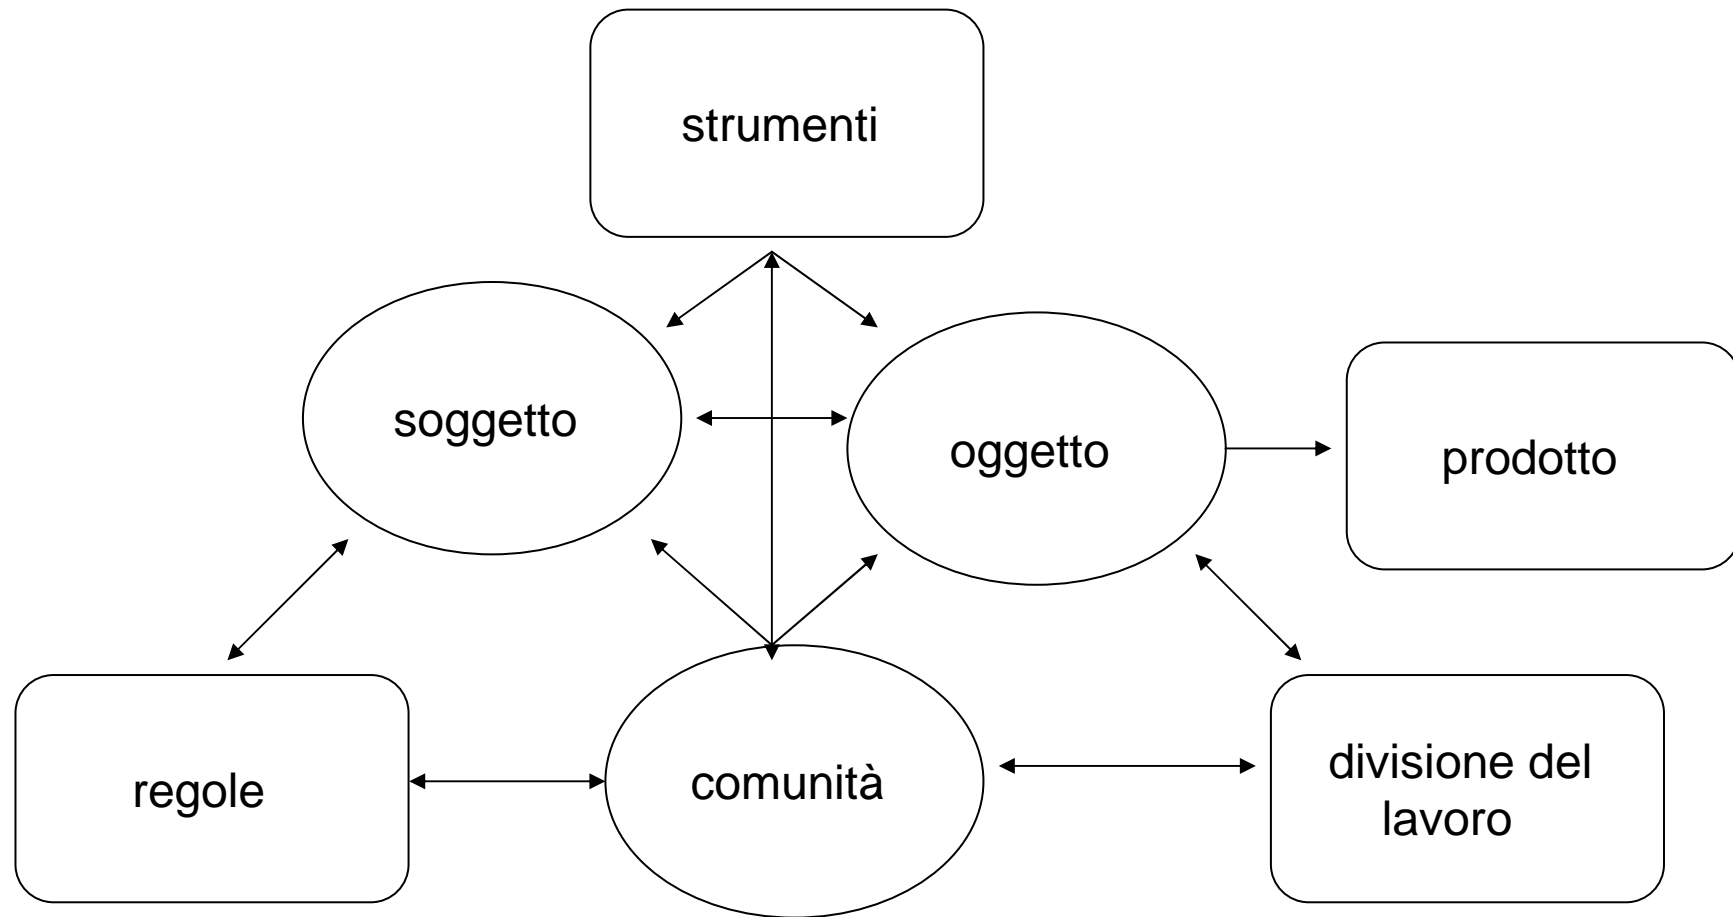 strumenti
soggetto
oggetto
prodotto
regole
comunità
divisione del
lavoro